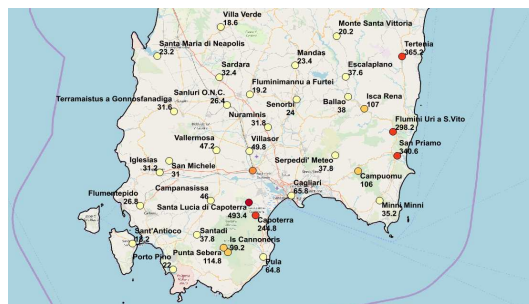 Villa Verde
18.6
Monte Santa Vittoria
20.2
Santa Maria di Neapolis
23.2
Tertenia
365.2
Mandas
23.4
Sardara
32.4
Escalaplano
37.6
Fluminimannu a Furtei
19.2
Sanluri O.N.C.
26.4
Terramaistus a Gonnosfanadiga
31.6
Senorbi
24
Ballao
38
Isca Rena
107
Nuraminis
31.8
Flumini Uri a S.Vito
298.2
Vallermosa
47.2
Villasor
49.8
San Priamo
340.6
Iglesias
31.2
San Michele
31
Serpeddi' Meteo
37.8
Campuomu
106
Flumentepido
26.8
Campanasissa
46
Cagliari
65.8
Minni Minni
35.2
Santa Lucia di Capoterra
493.4
Capoterra
244.8
Sant'Antioco
18.2
Santadi
37.8
Is Cannoneris
99.2
Punta Sebera
114.8
Porto Pino
22
Pula
64.8